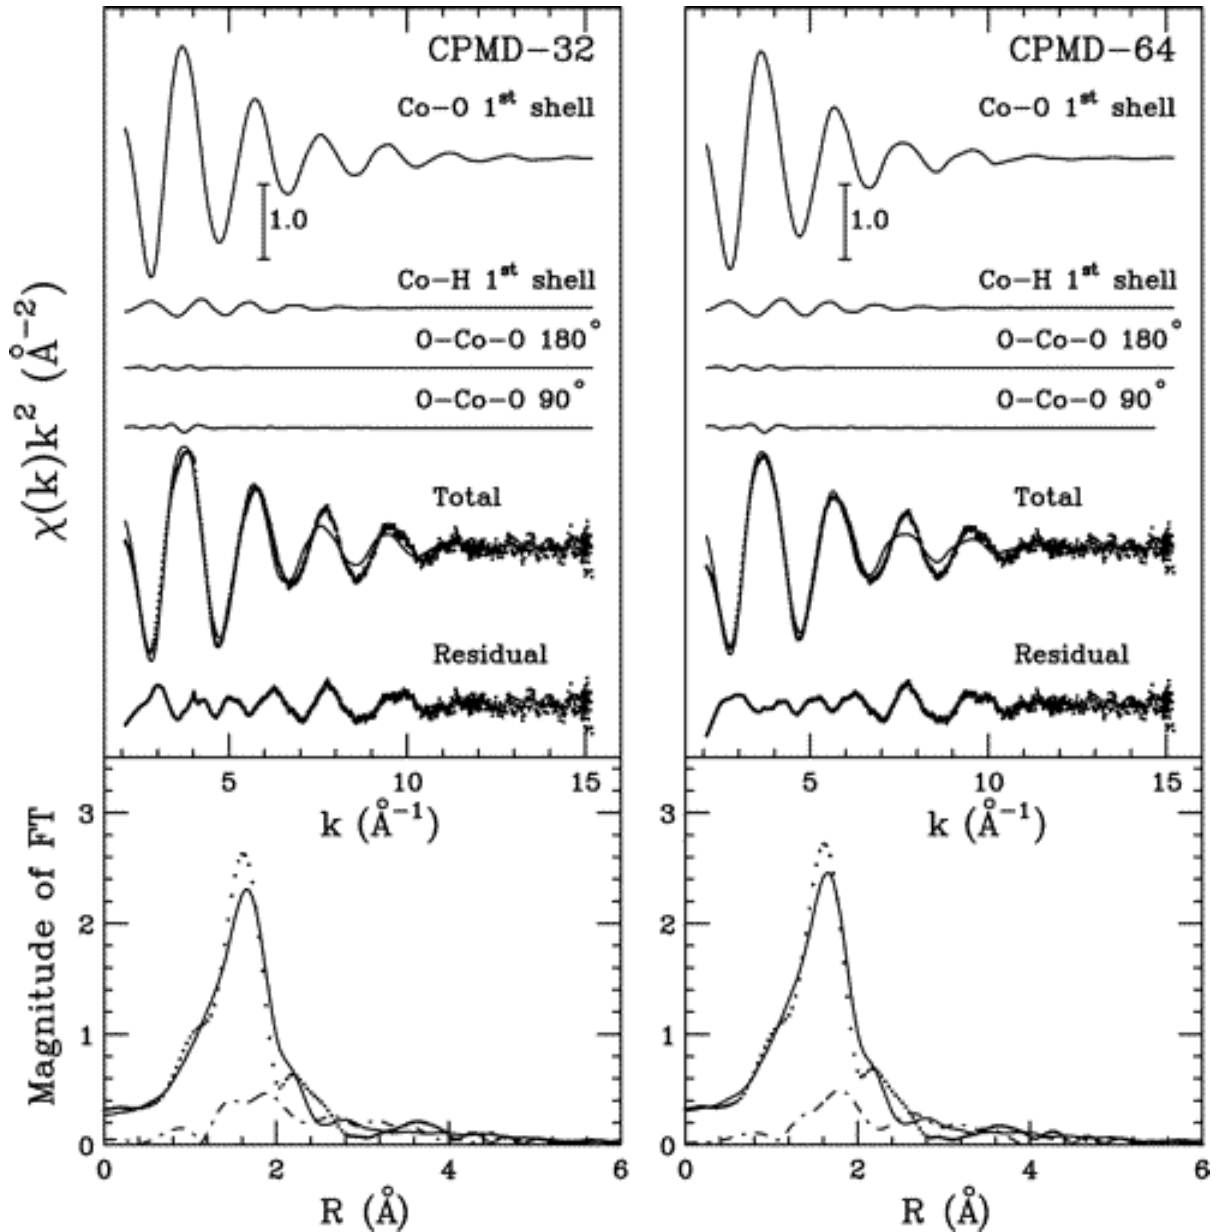 CPMD-32
Co-O 1st shell
1.0
Co-H 1st shell
O-Co-O 180°
O-Co-O 90°
Total
Residual
χ(k)k² (Å⁻²)
5 10 15
k (Å⁻¹)
CPMD-64
Co-O 1st shell
1.0
Co-H 1st shell
O-Co-O 180°
O-Co-O 90°
Total
Residual
5 10 15
k (Å⁻¹)
Magnitude of FT
3
2
1
0
0 2 4 6
R (Å)
3
2
1
0
0 2 4 6
R (Å)